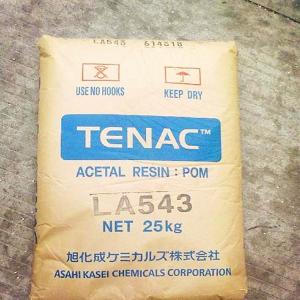 LA543 614818
USE NO HOOKS KEEP DRY
TENAC™
ACETAL RESIN : POM
LA543
NET 25kg
旭化成ケミカルズ株式会社
ASAHI KASEI CHEMICALS CORPORATION